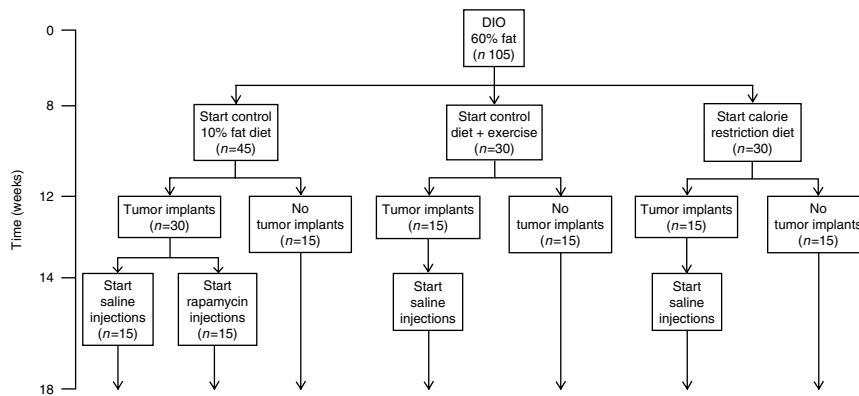 0
DIO
60% fat
(n 105)
8
Start control
10% fat diet
(n=45)
Start control
diet + exercise
(n=30)
Start calorie
restriction diet
(n=30)
Time (weeks)
12
Tumor implants
(n=30)
No
tumor implants
(n=15)
Tumor implants
(n=15)
No
tumor implants
(n=15)
Tumor implants
(n=15)
No
tumor implants
(n=15)
14
Start
saline
injections
(n=15)
Start
rapamycin
injections
(n=15)
Start
saline
injections
Start
saline
injections
18